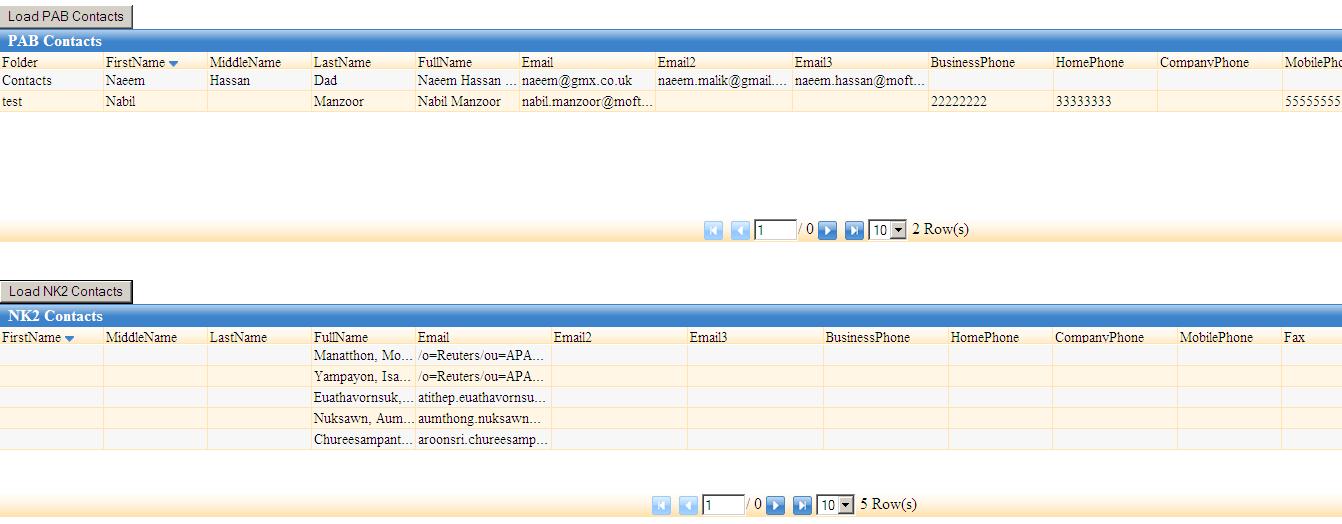 Load PAB Contacts
PAB Contacts
Folder FirstName MiddleName LastName FullName Email Email2 Email3 BusinessPhone HomePhone CompanyPhone MobilePho
Contacts Naeem Hassan Dad Naeem Hassan ... naeem@gmx.co.uk naeem.malik@gmail.... naeem.hassan@moft...
test Nabil Manzoor Nabil Manzoor nabil.manzoor@moft... 22222222 33333333 55555555
1 / 0 10 2 Row(s)
Load NK2 Contacts
NK2 Contacts
FirstName MiddleName LastName FullName Email Email2 Email3 BusinessPhone HomePhone CompanyPhone MobilePhone Fax
Manatthon, Mo... /o=Reuters/ou=APA...
Yampayon, Isa... /o=Reuters/ou=APA...
Euathavornsuk,... atithep.euathavornsu...
Nuksawn, Aum... aumthong.nuksawn...
Chureesampant... aroonsri.chureesamp...
1 / 0 10 5 Row(s)